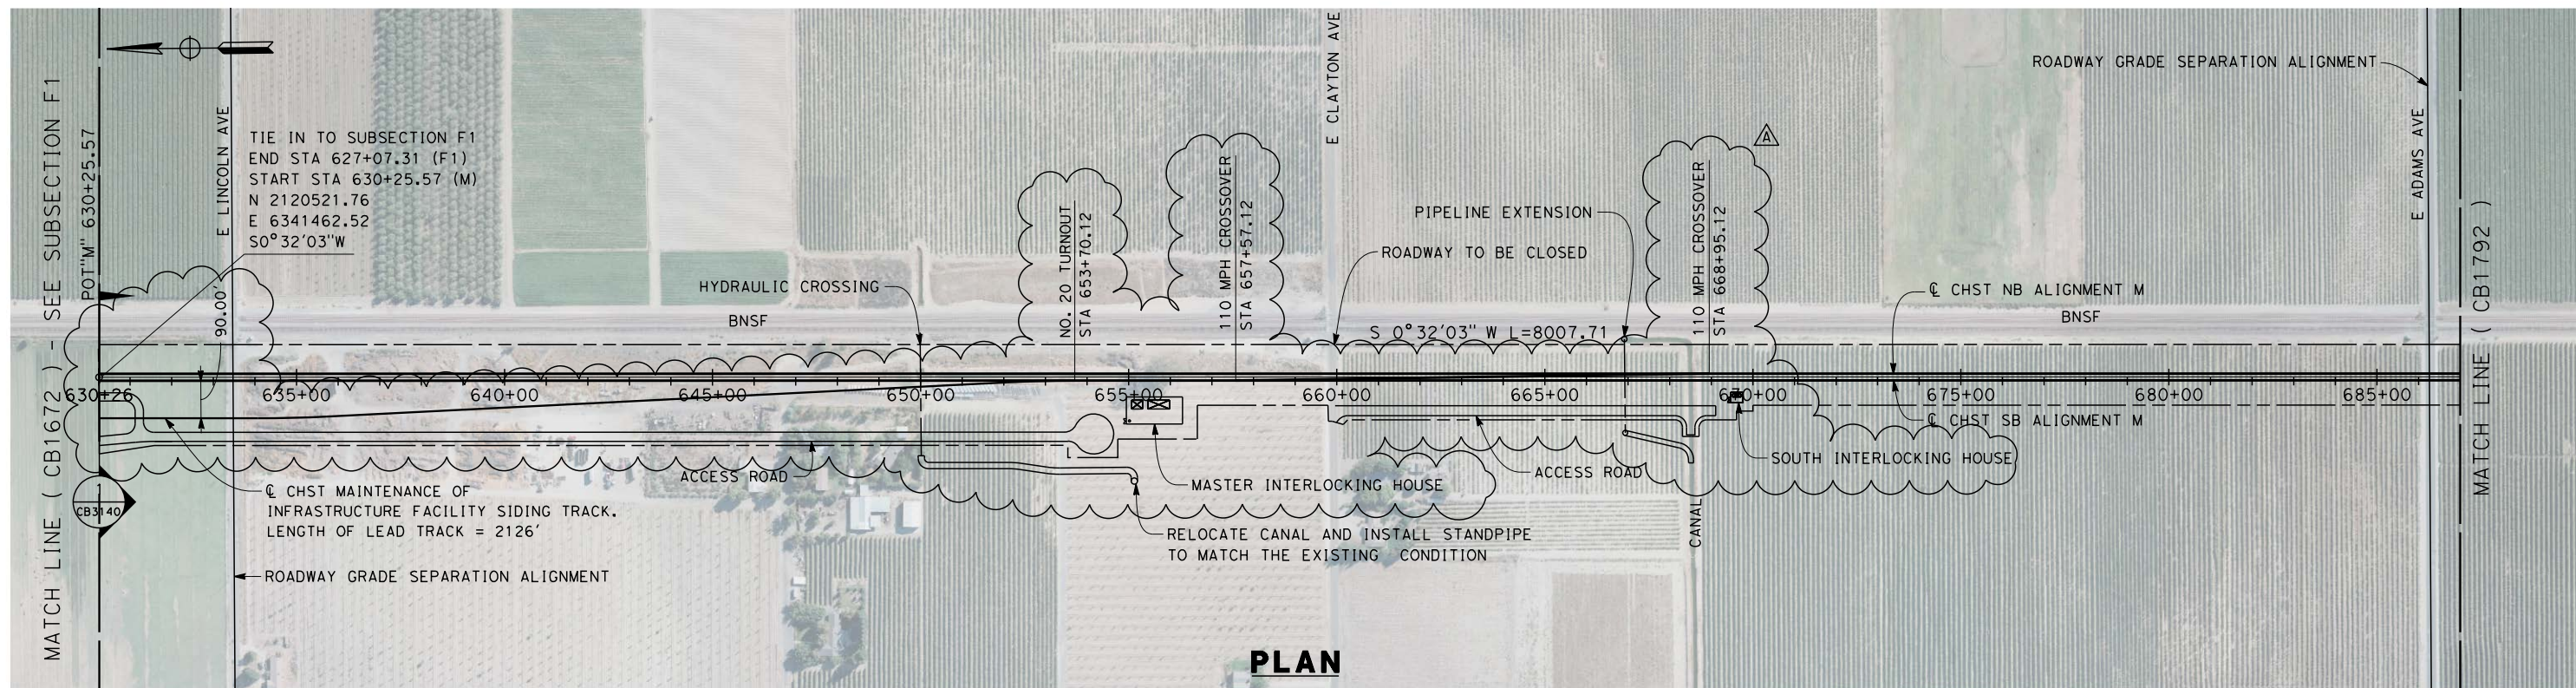 MATCH LINE ( CB1672 ) - SEE SUBSECTION F1
POT"M" 630+25.57
E LINCOLN AVE
TIE IN TO SUBSECTION F1
END STA 627+07.31 (F1)
START STA 630+25.57 (M)
N 2120521.76
E 6341462.52
S0°32'03"W
90.00'
HYDRAULIC CROSSING
BNSF
NO. 20 TURNOUT
STA 653+70.12
110 MPH CROSSOVER
STA 657+57.12
E CLAYTON AVE
PIPELINE EXTENSION
ROADWAY TO BE CLOSED
S 0°32'03" W L=8007.71
110 MPH CROSSOVER
STA 668+95.12
A
ROADWAY GRADE SEPARATION ALIGNMENT
E ADAMS AVE
℄ CHST NB ALIGNMENT M
BNSF
MATCH LINE ( CB1792 )
630+26
635+00
640+00
645+00
650+00
655+00
660+00
665+00
670+00
675+00
680+00
685+00
℄ CHST SB ALIGNMENT M
SOUTH INTERLOCKING HOUSE
ACCESS ROAD
ACCESS ROAD
MASTER INTERLOCKING HOUSE
℄ CHST MAINTENANCE OF
INFRASTRUCTURE FACILITY SIDING TRACK.
LENGTH OF LEAD TRACK = 2126'
1
CB3140
RELOCATE CANAL AND INSTALL STANDPIPE
TO MATCH THE EXISTING CONDITION
CANAL
ROADWAY GRADE SEPARATION ALIGNMENT
PLAN